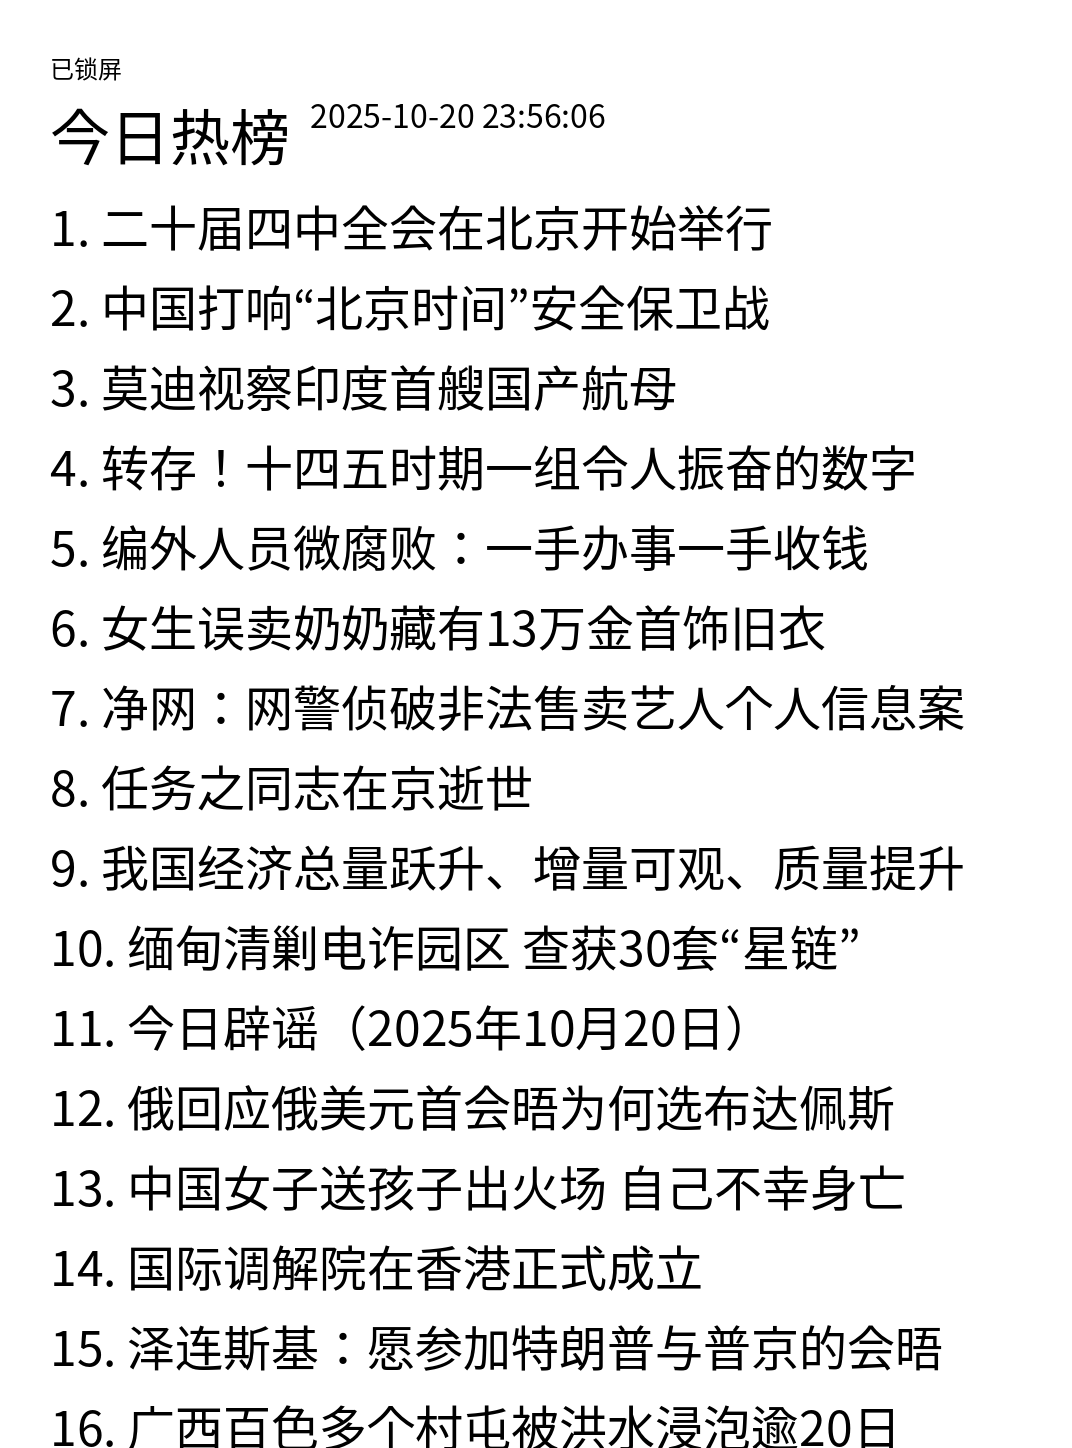 已锁屏
今日热榜 2025-10-20 23:56:06
1. 二十届四中全会在北京开始举行
2. 中国打响“北京时间”安全保卫战
3. 莫迪视察印度首艘国产航母
4. 转存！十四五时期一组令人振奋的数字
5. 编外人员微腐败：一手办事一手收钱
6. 女生误卖奶奶藏有13万金首饰旧衣
7. 净网：网警侦破非法售卖艺人个人信息案
8. 任务之同志在京逝世
9. 我国经济总量跃升、增量可观、质量提升
10. 缅甸清剿电诈园区 查获30套“星链”
11. 今日辟谣（2025年10月20日）
12. 俄回应俄美元首会晤为何选布达佩斯
13. 中国女子送孩子出火场 自己不幸身亡
14. 国际调解院在香港正式成立
15. 泽连斯基：愿参加特朗普与普京的会晤
16. 广西百色多个村屯被洪水浸泡逾20日